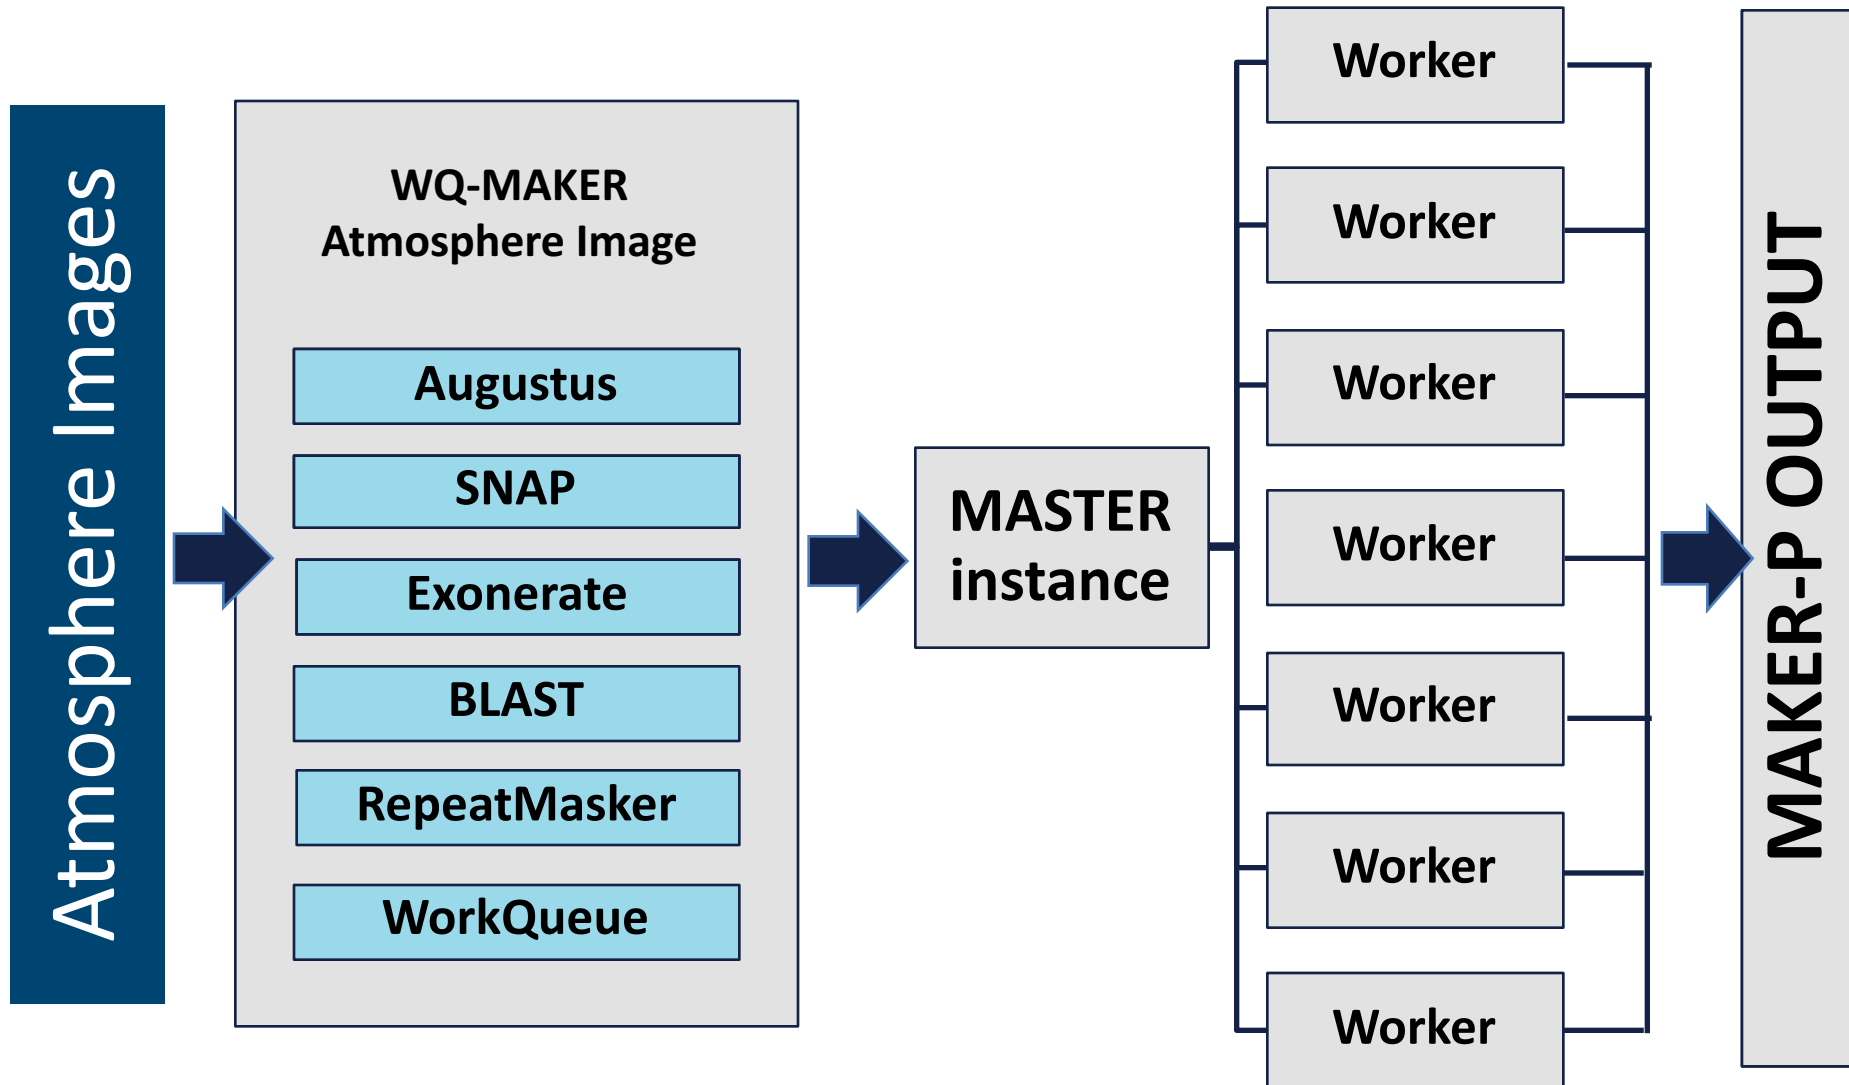 Atmosphere Images
WQ-MAKER
Atmosphere Image
Augustus
SNAP
Exonerate
BLAST
RepeatMasker
WorkQueue
MASTER
instance
Worker
Worker
Worker
Worker
Worker
Worker
Worker
MAKER-P OUTPUT